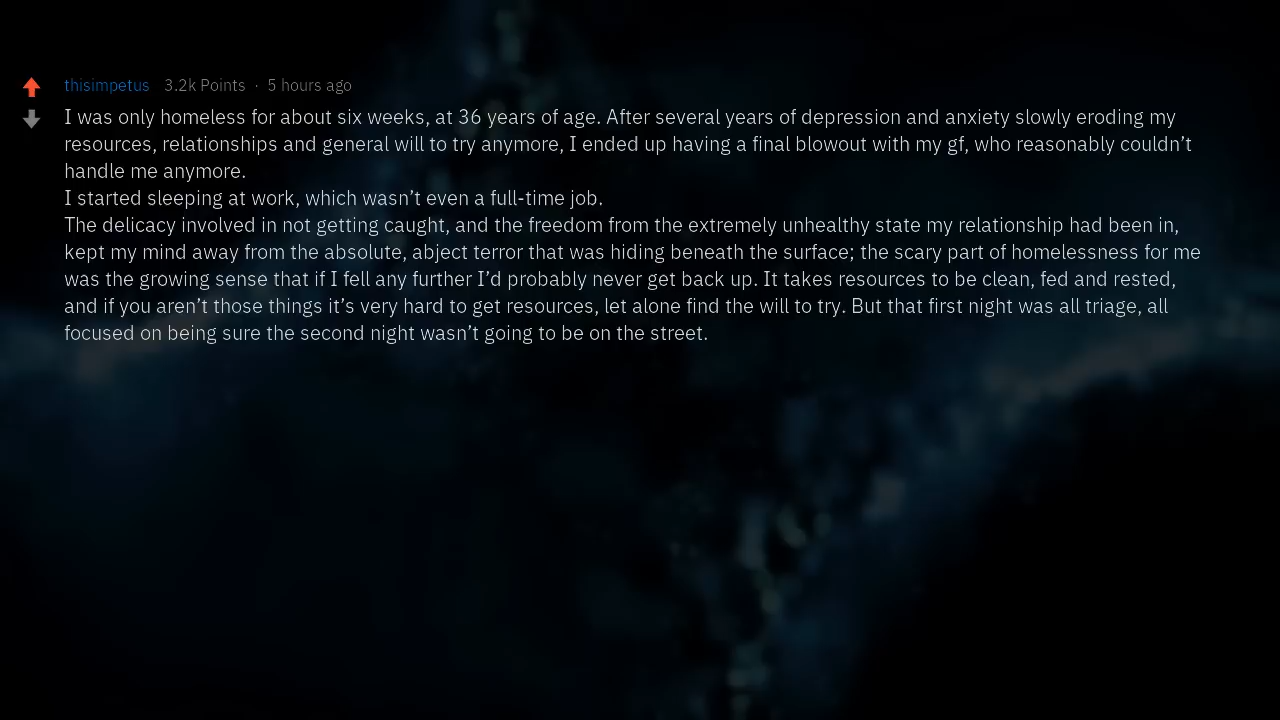 thisimpetus 3.2k Points · 5 hours ago
I was only homeless for about six weeks, at 36 years of age. After several years of depression and anxiety slowly eroding my
resources, relationships and general will to try anymore, I ended up having a final blowout with my gf, who reasonably couldn’t
handle me anymore.
I started sleeping at work, which wasn’t even a full-time job.
The delicacy involved in not getting caught, and the freedom from the extremely unhealthy state my relationship had been in,
kept my mind away from the absolute, abject terror that was hiding beneath the surface; the scary part of homelessness for me
was the growing sense that if I fell any further I’d probably never get back up. It takes resources to be clean, fed and rested,
and if you aren’t those things it’s very hard to get resources, let alone find the will to try. But that first night was all triage, all
focused on being sure the second night wasn’t going to be on the street.